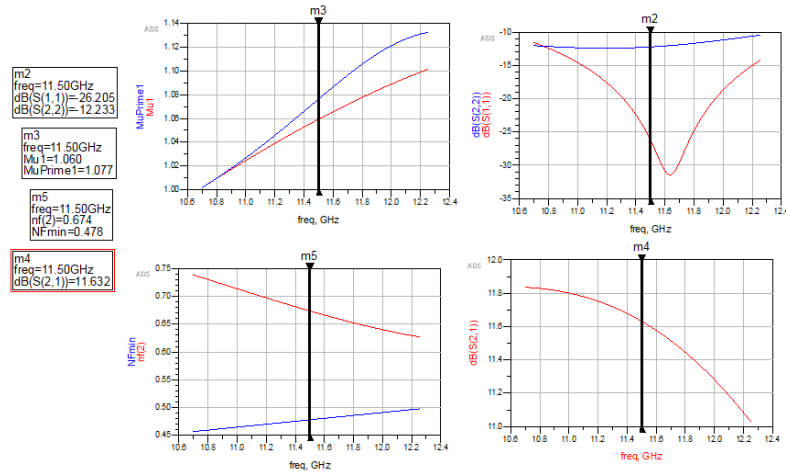 m2
freq=11.50GHz
dB(S(1,1))=-26.205
dB(S(2,2))=-12.233
m3
freq=11.50GHz
Mu1=1.060
MuPrime1=1.077
m5
freq=11.50GHz
nf(2)=0.674
NFmin=0.478
m4
freq=11.50GHz
dB(S(2,1))=11.632
m3
ADS
MuPrime1
Mu1
1.14
1.12
1.10
1.08
1.06
1.04
1.02
1.00
10.6 10.8 11.0 11.2 11.4 11.6 11.8 12.0 12.2 12.4
freq, GHz
m2
ADS
dB(S(2,2))
dB(S(1,1))
-10
-15
-20
-25
-30
-35
10.6 10.8 11.0 11.2 11.4 11.6 11.8 12.0 12.2 12.4
freq, GHz
m5
ADS
NFmin
nf(2)
0.75
0.70
0.65
0.60
0.55
0.50
0.45
10.6 10.8 11.0 11.2 11.4 11.6 11.8 12.0 12.2 12.4
freq, GHz
m4
ADS
dB(S(2,1))
12.0
11.8
11.6
11.4
11.2
11.0
10.6 10.8 11.0 11.2 11.4 11.6 11.8 12.0 12.2 12.4
freq, GHz